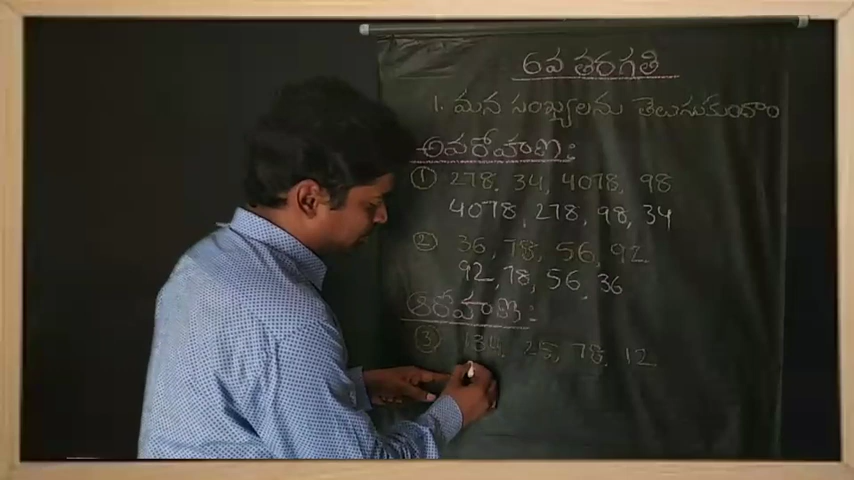 6వ తరగతి
1. మన సంఖ్యలను తెలుసుకుందాం
అవరోహణ:
① 278, 34, 4078, 98
4078, 278, 98, 34
② 36, 78, 56, 92
92, 78, 56, 36
ఆరోహణ:
③ 134, 25, 78, 12